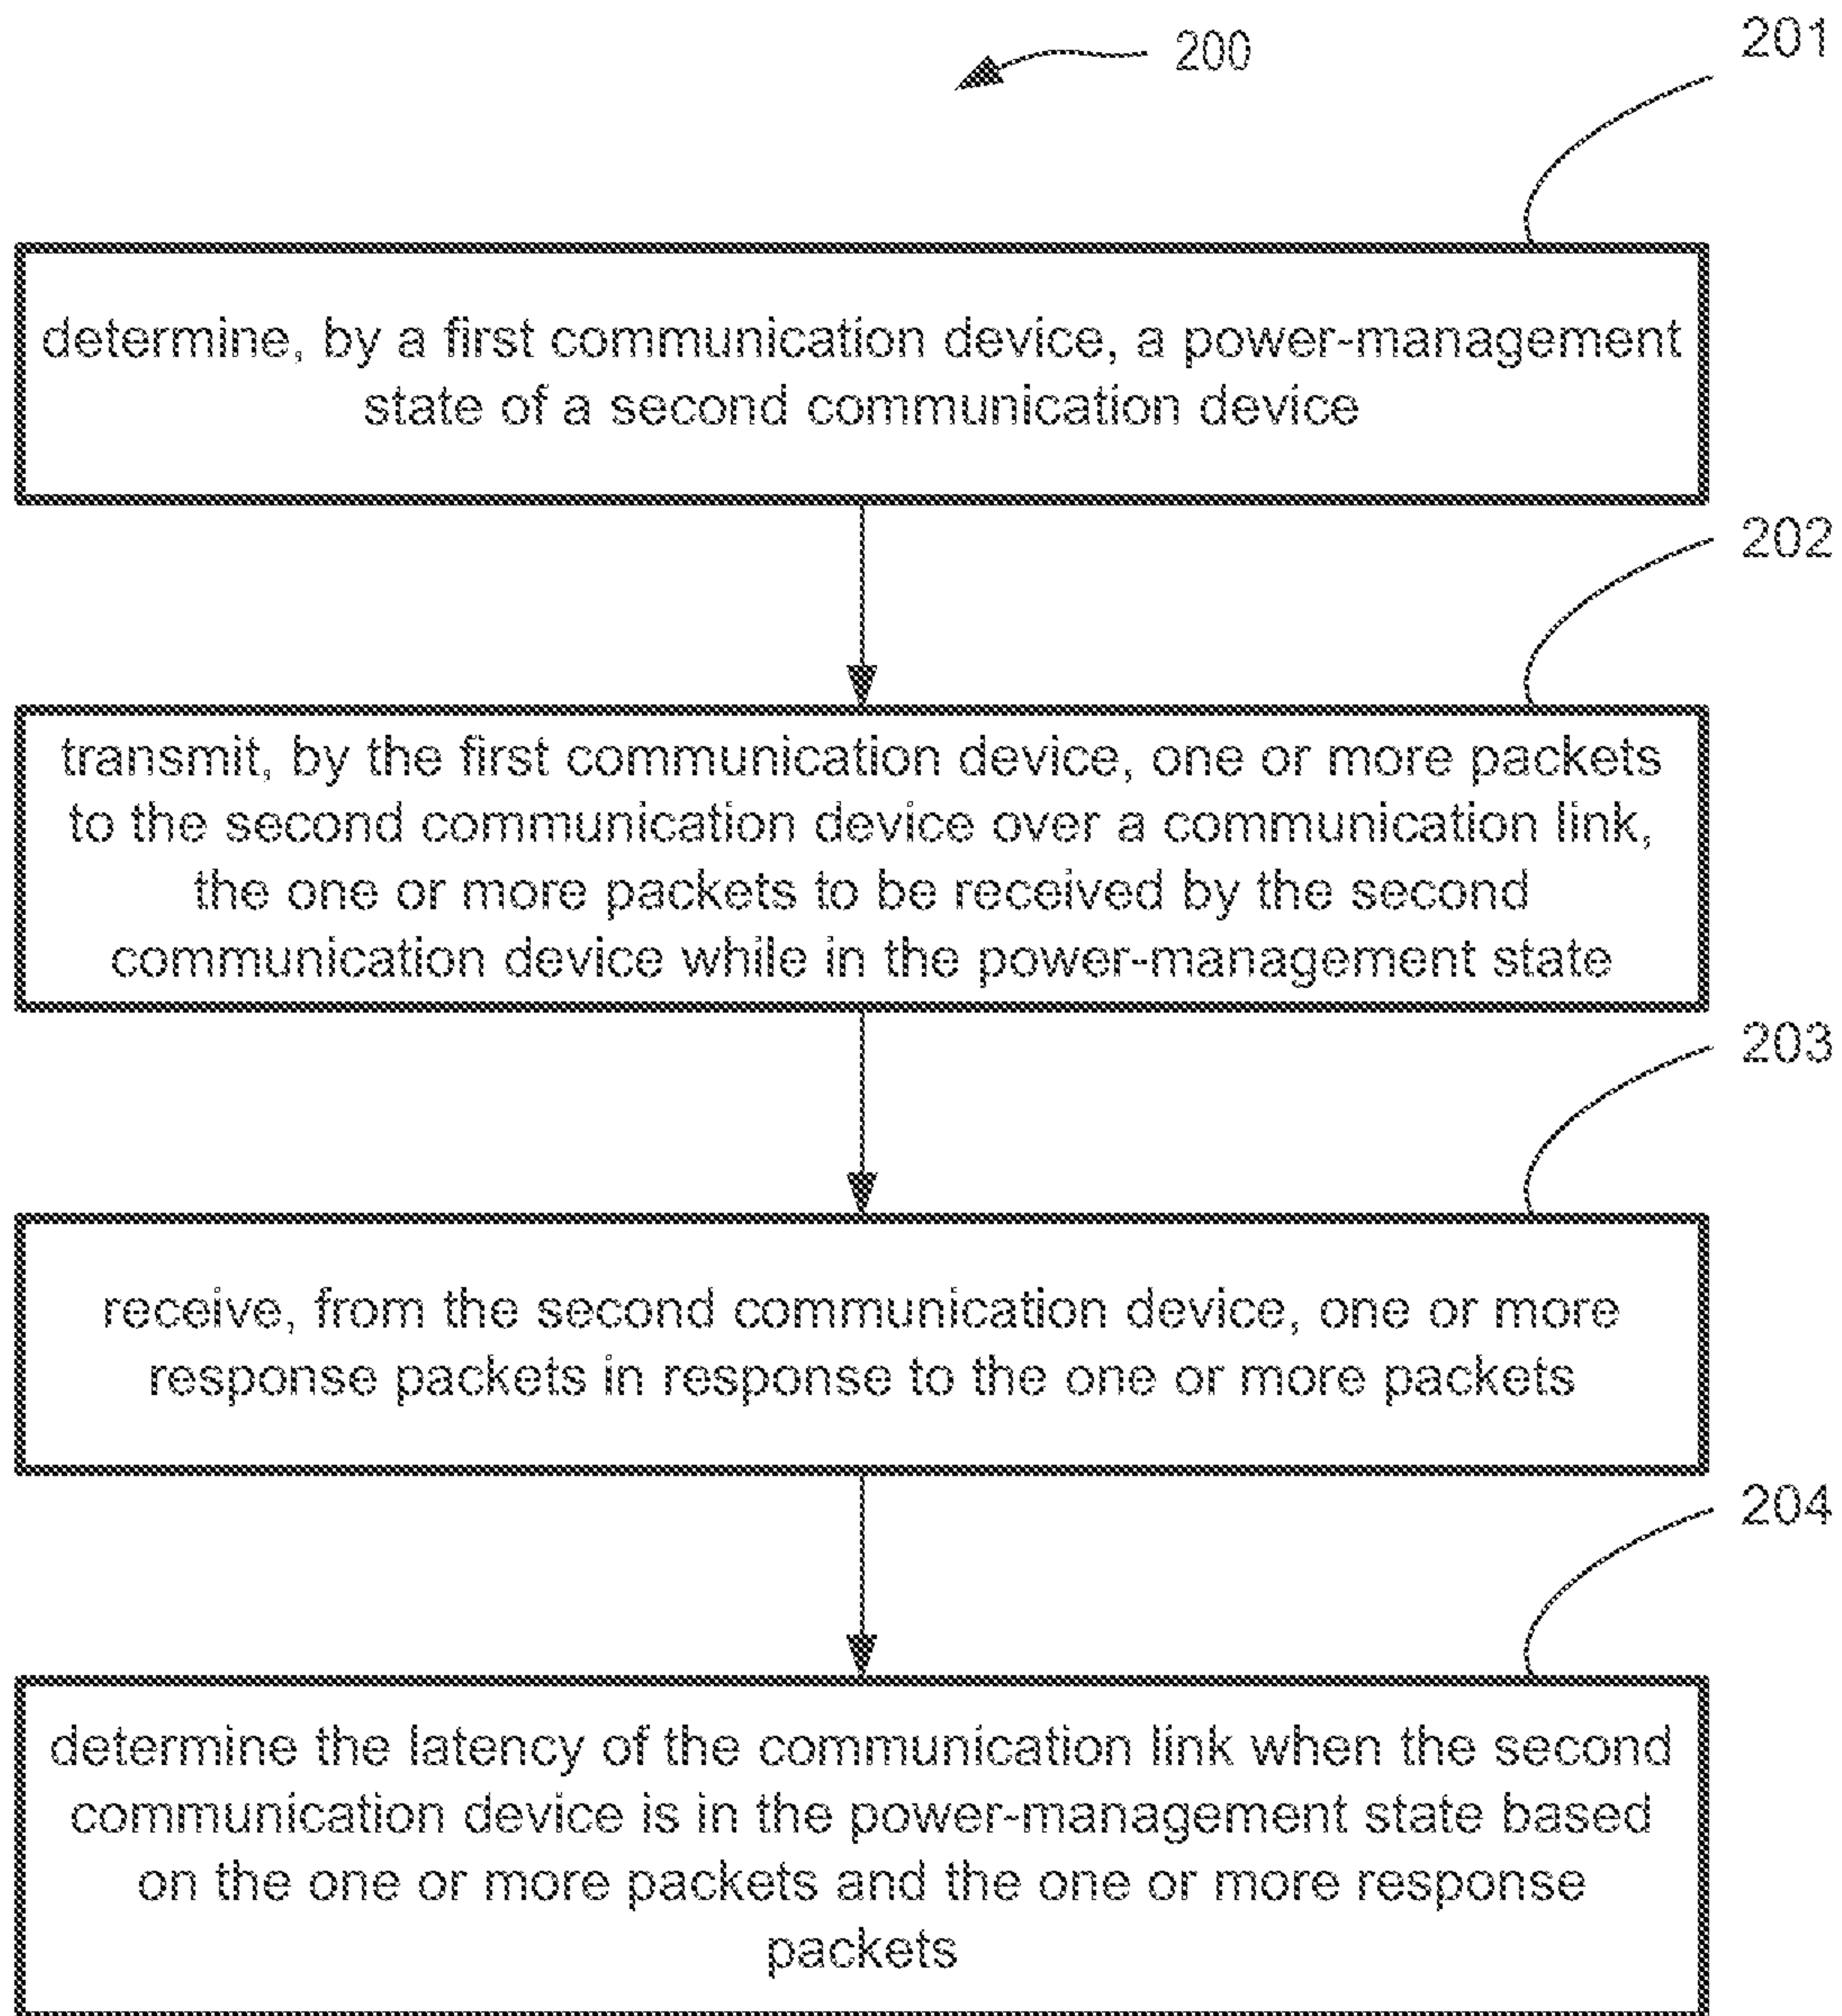 200
201
determine, by a first communication device, a power-management
state of a second communication device
202
transmit, by the first communication device, one or more packets
to the second communication device over a communication link,
the one or more packets to be received by the second
communication device while in the power-management state
203
receive, from the second communication device, one or more
response packets in response to the one or more packets
204
determine the latency of the communication link when the second
communication device is in the power-management state based
on the one or more packets and the one or more response
packets